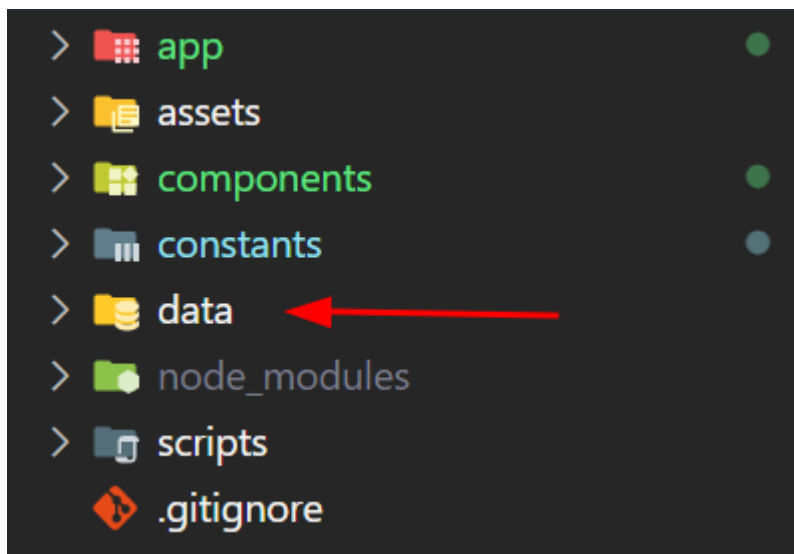 app
assets
components
constants
data
node_modules
scripts
.gitignore